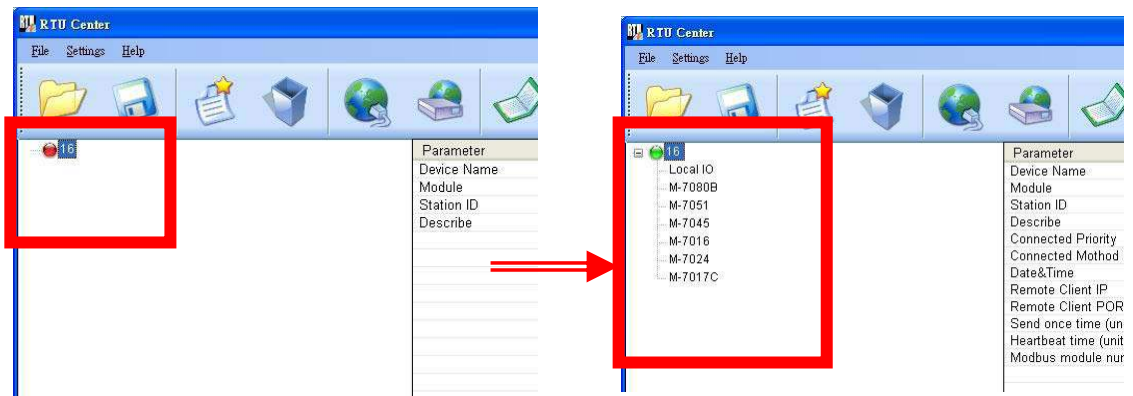 RTU Center
File Settings Help
16
Parameter
Device Name
Module
Station ID
Describe
RTU Center
File Settings Help
16
Local IO
M-7080B
M-7051
M-7045
M-7016
M-7024
M-7017C
Parameter
Device Name
Module
Station ID
Describe
Connected Priority
Connected Mothod
Date&Time
Remote Client IP
Remote Client POR
Send once time (un
Heartbeat time (unit
Modbus module nur